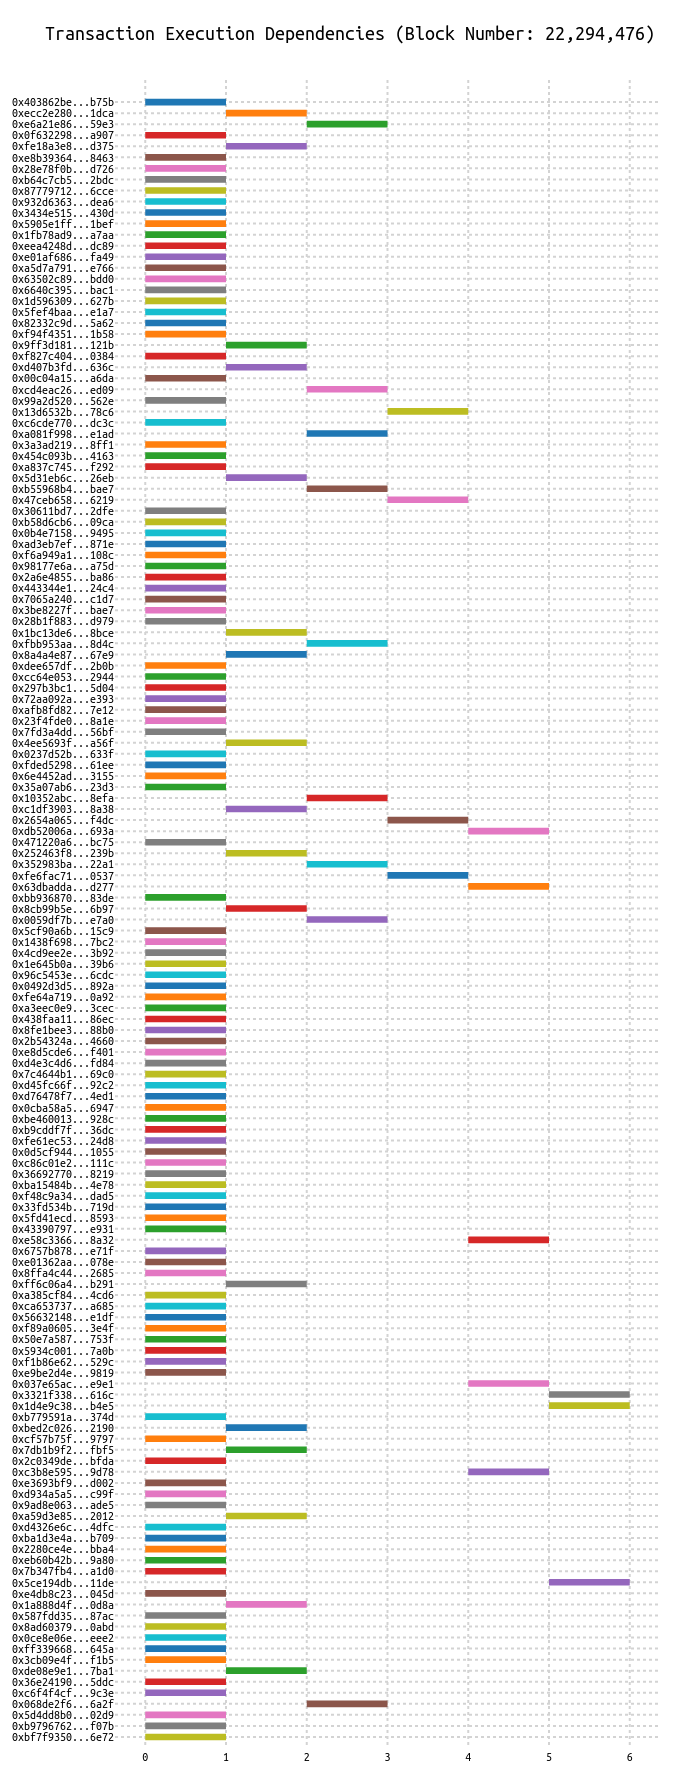 Transaction Execution Dependencies (Block Number: 22,294,476)
0x403862be...b75b
0xecc2e280...1dca
0xe6a21e86...59e3
0x0f632298...a907
0xfe18a3e8...d375
0xe8b39364...8463
0x28e78f0b...d726
0xb64c7cb5...2bdc
0x87779712...6cce
0x932d6363...dea6
0x3434e515...430d
0x5905e1ff...1bef
0x1fb78ad9...a7aa
0xeea4248d...dc89
0xe01af686...fa49
0xa5d7a791...e766
0x63502c89...bdd0
0x6640c395...bac1
0x1d596309...627b
0x5fef4baa...e1a7
0x82332c9d...5a62
0xf94f4351...1b58
0x9ff3d181...121b
0xf827c404...0384
0xd407b3fd...636c
0x00c04a15...a6da
0xcd4eac26...ed09
0x99a2d520...562e
0x13d6532b...78c6
0xc6cde770...dc3c
0xa081f998...e1ad
0x3a3ad219...8ff1
0x454c093b...4163
0xa837c745...f292
0x5d31eb6c...26eb
0xb55968b4...bae7
0x47ceb658...6219
0x30611bd7...2dfe
0xb58d6cb6...09ca
0x0b4e7158...9495
0xad3eb7ef...871e
0xf6a949a1...108c
0x98177e6a...a75d
0x2a6e4855...ba86
0x443344e1...24c4
0x7065a240...c1d7
0x3be8227f...bae7
0x28b1f883...d979
0x1bc13de6...8bce
0xfbb953aa...8d4c
0x8a4a4e87...67e9
0xdee657df...2b0b
0xcc64e053...2944
0x297b3bc1...5d04
0x72aa092a...e393
0xafb8fd82...7e12
0x23f4fde0...8a1e
0x7fd3a4dd...56bf
0x4ee5693f...a56f
0x0237d52b...633f
0xfded5298...61ee
0x6e4452ad...3155
0x35a07ab6...23d3
0x10352abc...8efa
0xc1df3903...8a38
0x2654a065...f4dc
0xdb52006a...693a
0x471220a6...bc75
0x252463f8...239b
0x352983ba...22a1
0xfe6fac71...0537
0x63dbadda...d277
0xbb936870...83de
0x8cb99b5e...6b97
0x0059df7b...e7a0
0x5cf90a6b...15c9
0x1438f698...7bc2
0x4cd9ee2e...3b92
0x1e645b0a...39b6
0x96c5453e...6cdc
0x0492d3d5...892a
0xfe64a719...0a92
0xa3eec0e9...3cec
0x438faa11...86ec
0x8fe1bee3...88b0
0x2b54324a...4660
0xe8d5cde6...f401
0xd4e3c4d6...fd84
0x7c4644b1...69c0
0xd45fc66f...92c2
0xd76478f7...4ed1
0x0cba58a5...6947
0xbe460013...928c
0xb9cddf7f...36dc
0xfe61ec53...24d8
0x0d5cf944...1055
0xc86c01e2...111c
0x36692770...8219
0xba15484b...4e78
0xf48c9a34...dad5
0x33fd534b...719d
0x5fd41ecd...8593
0x43390797...e931
0xe58c3366...8a32
0x6757b878...e71f
0xe01362aa...078e
0x8ffa4c44...2685
0xff6c06a4...b291
0xa385cf84...4cd6
0xca653737...a685
0x56632148...e1df
0xf89a0605...3e4f
0x50e7a587...753f
0x5934c001...7a0b
0xf1b86e62...529c
0xe9be2d4e...9819
0x037e65ac...e9e1
0x3321f338...616c
0x1d4e9c38...b4e5
0xb779591a...374d
0xbed2c026...2190
0xcf57b75f...9797
0x7db1b9f2...fbf5
0x2c0349de...bfda
0xc3b8e595...9d78
0xe3693bf9...d002
0xd934a5a5...c99f
0x9ad8e063...ade5
0xa59d3e85...2012
0xd4326e6c...4dfc
0xba1d3e4a...b709
0x2280ce4e...bba4
0xeb60b42b...9a80
0x7b347fb4...a1d0
0x5ce194db...11de
0xe4db8c23...045d
0x1a888d4f...0d8a
0x587fdd35...87ac
0x8ad60379...0abd
0x0ce8e06e...eee2
0xff339668...645a
0x3cb09e4f...f1b5
0xde08e9e1...7ba1
0x36e24190...5ddc
0xc6f4f4cf...9c3e
0x068de2f6...6a2f
0x5d4dd8b0...02d9
0xb9796762...f07b
0xbf7f9350...6e72
0 1 2 3 4 5 6